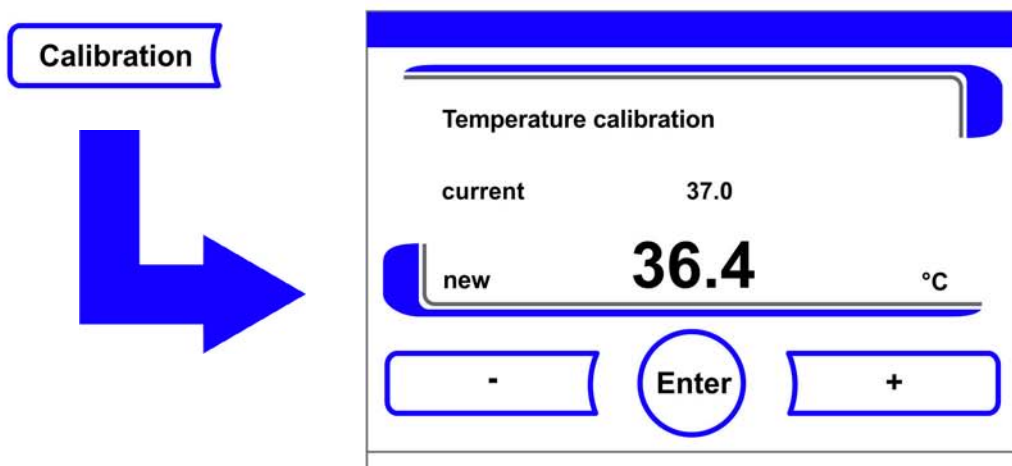 Calibration
Temperature calibration
current 37.0
new 36.4 °C
- Enter +